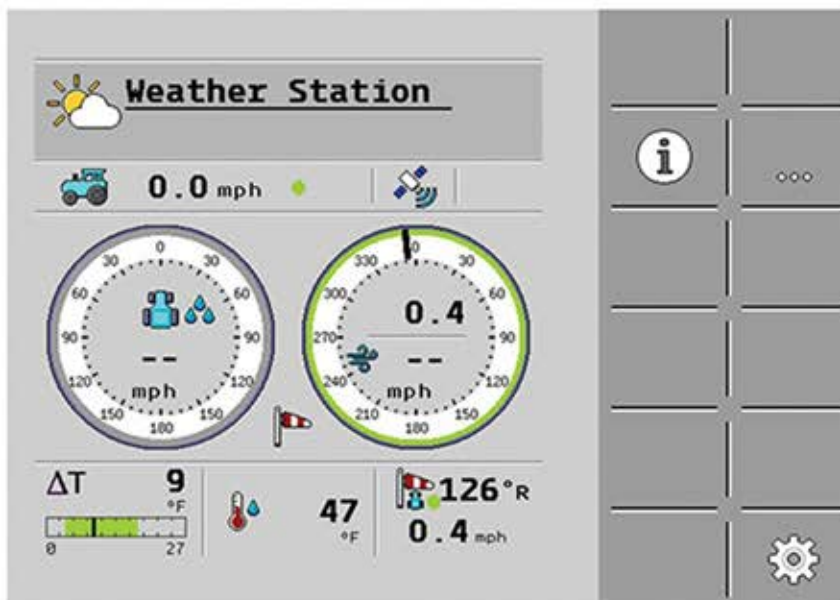 Weather Station
0.0 mph
0
30 30
60 60
90 90
120 120
150 150
180
--
mph
0
330 30
300 60
270 90
240 120
210 150
180
0.4
--
mph
i
ooo
ΔT 9
°F
0 27
47
°F
126°R
0.4 mph